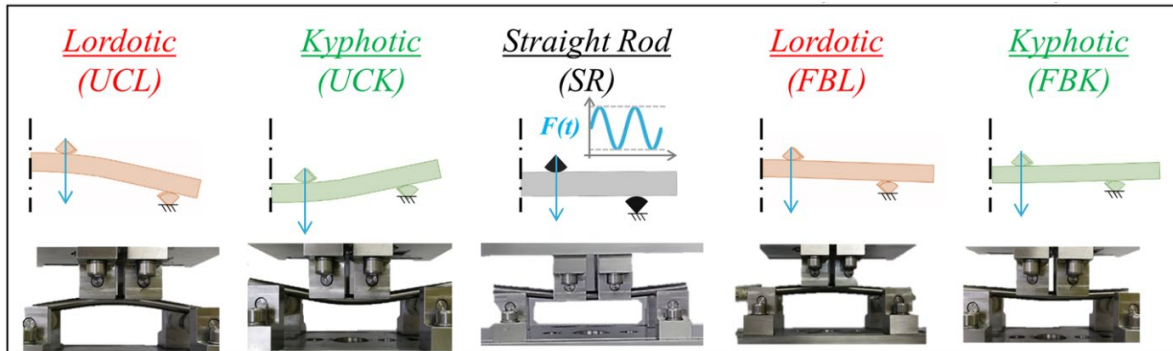 Lordotic
(UCL)
Kyphotic
(UCK)
Straight Rod
(SR)
F(t)
Lordotic
(FBL)
Kyphotic
(FBK)